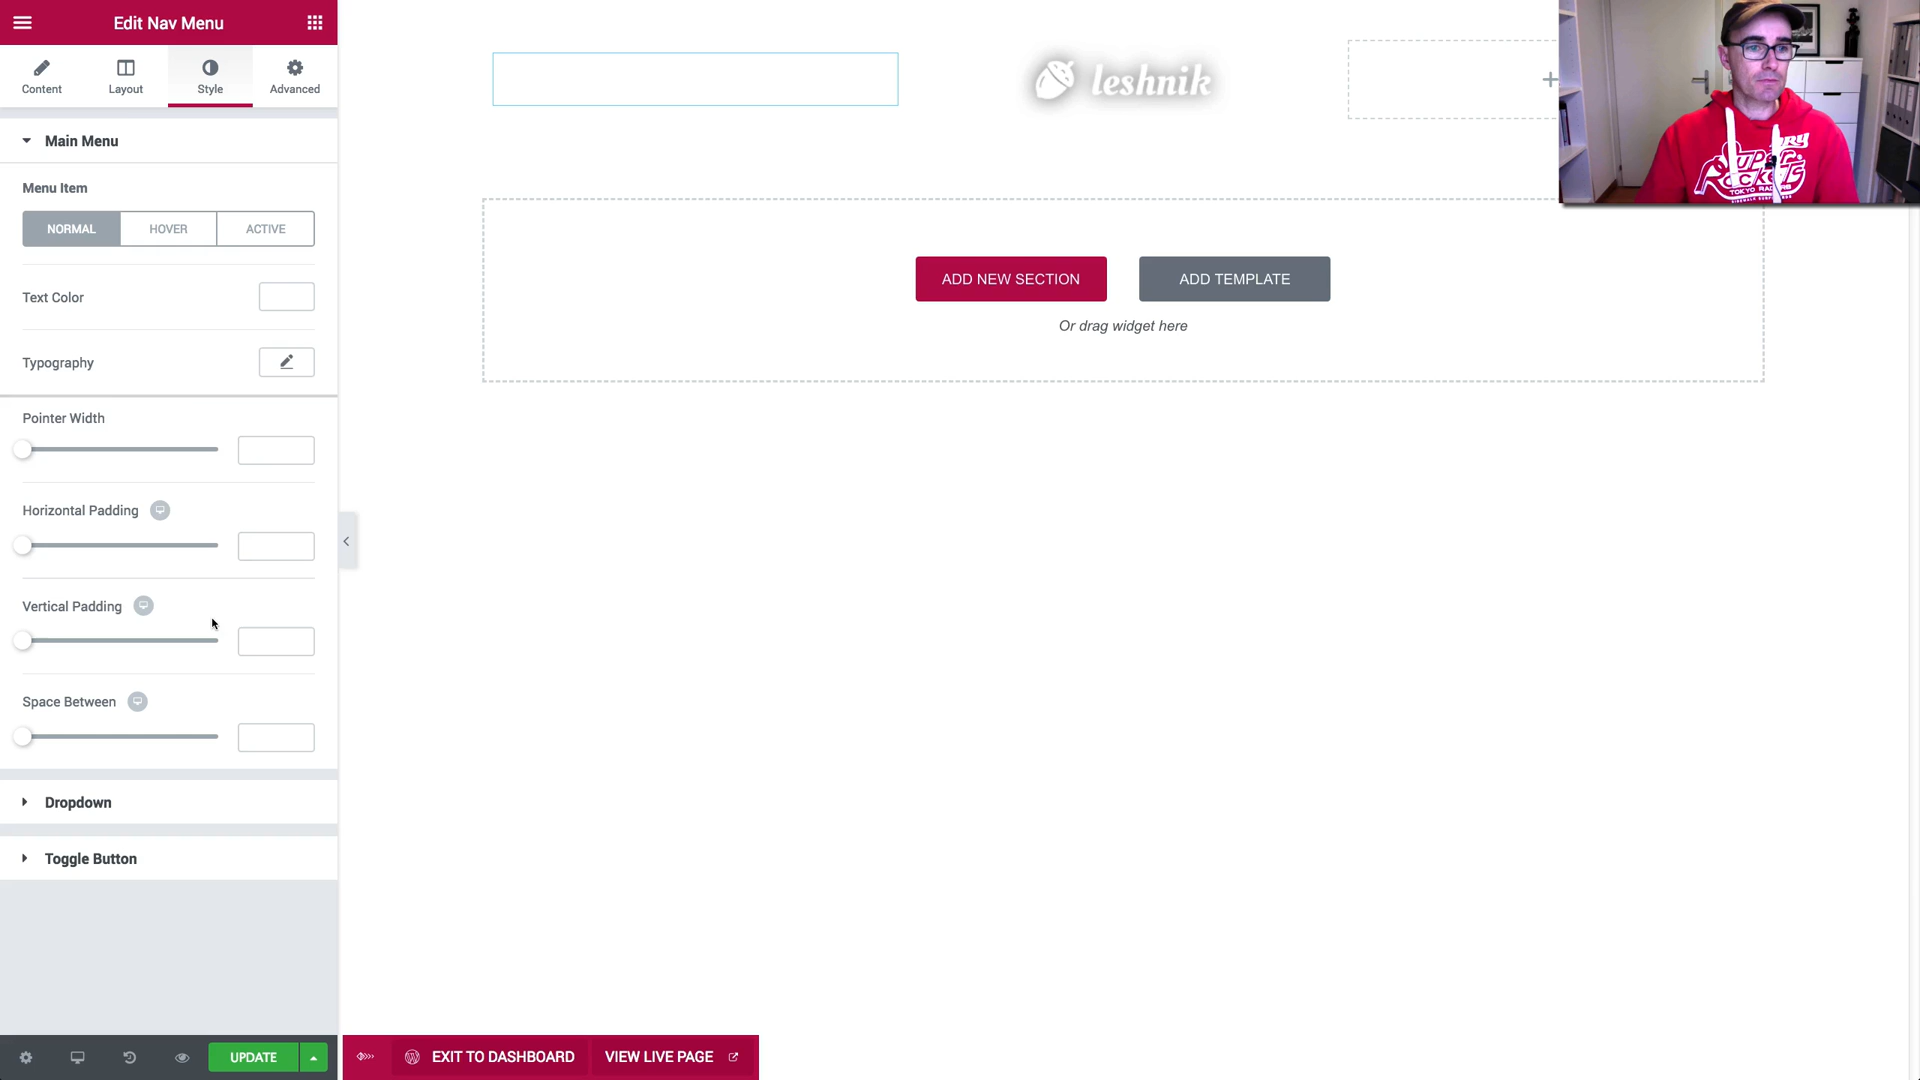 Edit Nav Menu
Content
Layout
Style
Advanced
Main Menu
Menu Item
NORMAL
HOVER
ACTIVE
Text Color
Typography
Pointer Width
Horizontal Padding
Vertical Padding
Space Between
Dropdown
Toggle Button
UPDATE
EXIT TO DASHBOARD
VIEW LIVE PAGE
leshnik
ADD NEW SECTION
ADD TEMPLATE
Or drag widget here
TOKYO